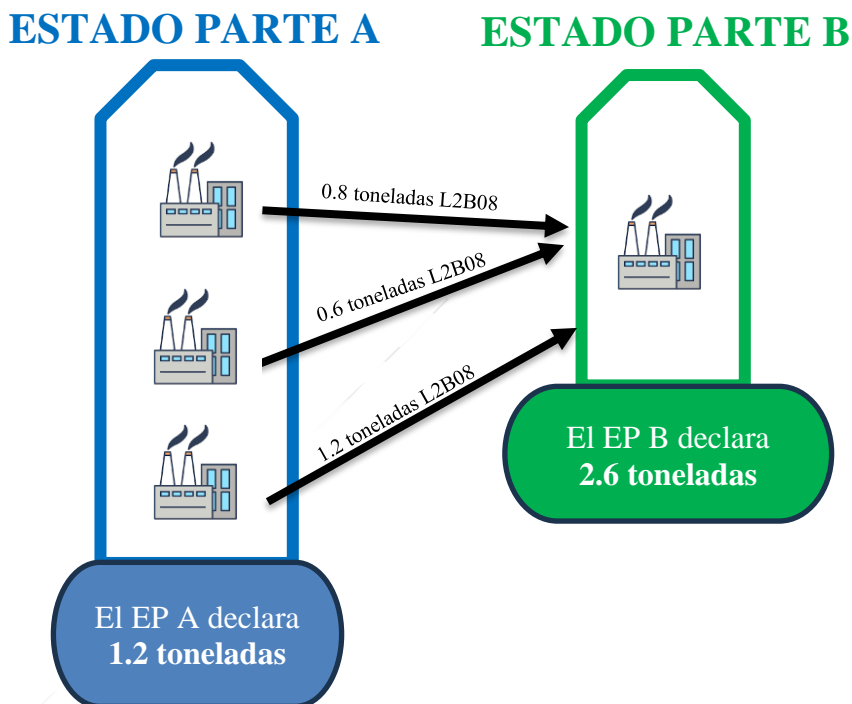 ESTADO PARTE A
ESTADO PARTE B
0.8 toneladas L2B08
0.6 toneladas L2B08
1.2 toneladas L2B08
El EP B declara
2.6 toneladas
El EP A declara
1.2 toneladas